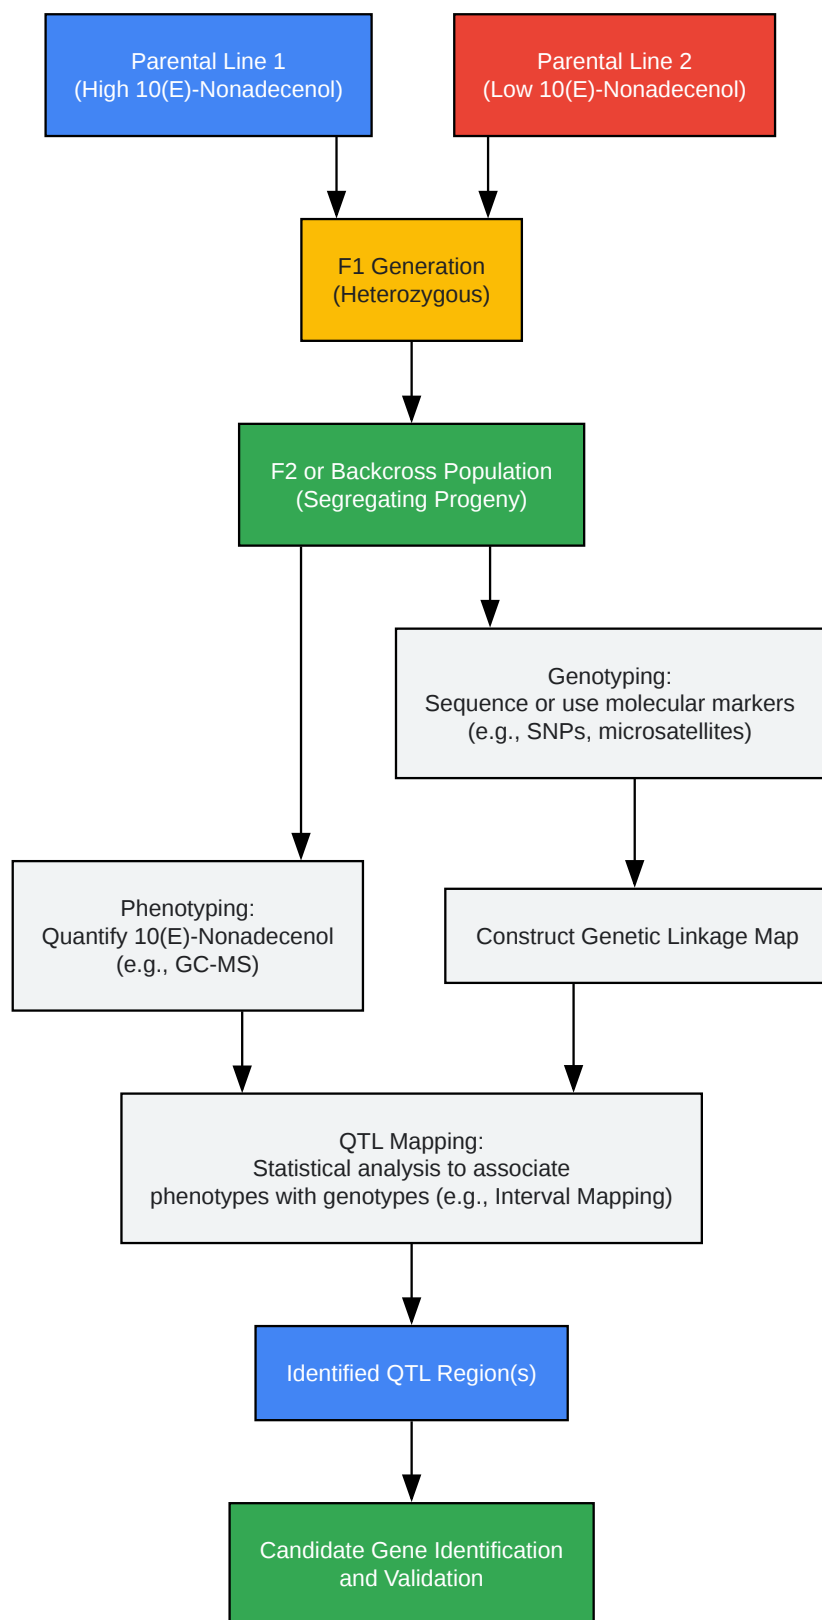 Parental Line 1
(High 10(E)-Nonadecenol)
Parental Line 2
(Low 10(E)-Nonadecenol)
F1 Generation
(Heterozygous)
F2 or Backcross Population
(Segregating Progeny)
Genotyping:
Sequence or use molecular markers
(e.g., SNPs, microsatellites)
Phenotyping:
Quantify 10(E)-Nonadecenol
(e.g., GC-MS)
Construct Genetic Linkage Map
QTL Mapping:
Statistical analysis to associate
phenotypes with genotypes (e.g., Interval Mapping)
Identified QTL Region(s)
Candidate Gene Identification
and Validation